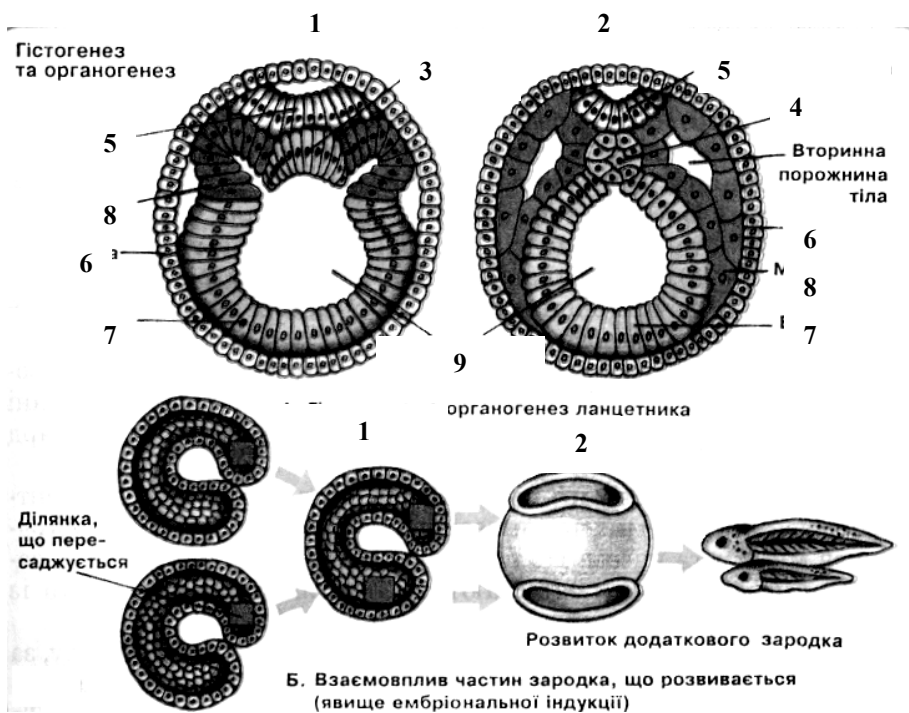 1
2
Гістогенез
та органогенез
3
5
5
4
Вторинна
порожнина
тіла
8
6
а
6
М
8
7
7
9
органогенез ланцетника
1
2
Ділянка,
що пере-
саджується
Розвиток додаткового зародка
Б. Взаємовплив частин зародка, що розвивається
(явище ембріональної індукції)